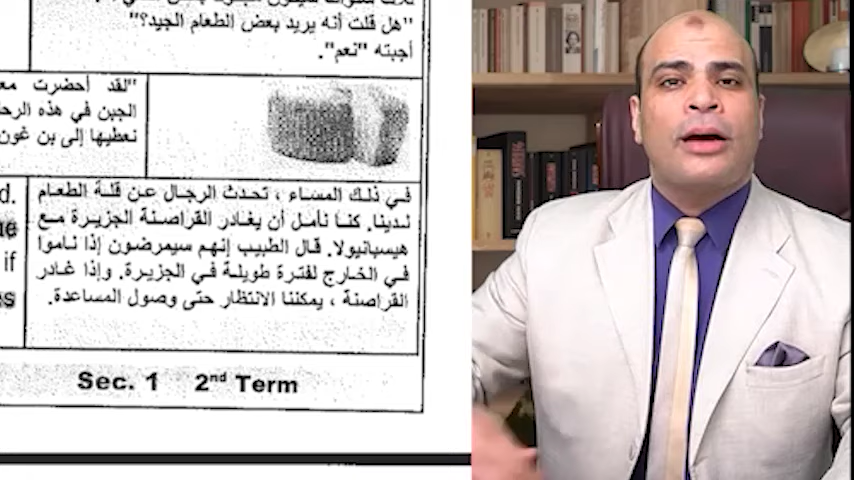 "هل قلت أنه يريد بعض الطعام الجيد؟"
أجبته "نعم".
"لقد أحضرت
الجبن في هذه
نعطيها إلى بن غون
في ذلك المساء ، تحدث الرجال عن قلة الطعام
لدينا. كنا نأمل أن يغادر القراصنة الجزيرة مع
هيسبانيولا. قال الطبيب إنهم سيمرضون إذا ناموا
في الخارج لفترة طويلة في الجزيرة. وإذا غادر
القراصنة ، يمكننا الانتظار حتى وصول المساعدة.
d.
if
Sec. 1 2nd Term